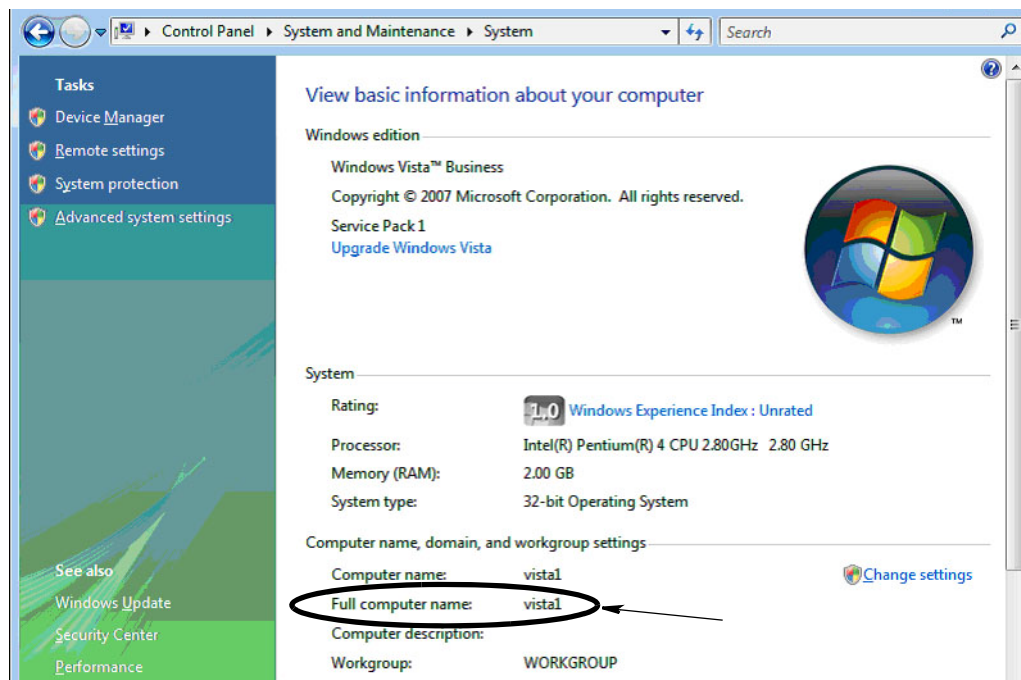 Control Panel System and Maintenance System Search
Tasks
Device Manager
Remote settings
System protection
Advanced system settings
See also
Windows Update
Security Center
Performance
View basic information about your computer
Windows edition
Windows Vista™ Business
Copyright © 2007 Microsoft Corporation. All rights reserved.
Service Pack 1
Upgrade Windows Vista
TM
System
Rating: 1.0 Windows Experience Index : Unrated
Processor: Intel(R) Pentium(R) 4 CPU 2.80GHz 2.80 GHz
Memory (RAM): 2.00 GB
System type: 32-bit Operating System
Computer name, domain, and workgroup settings
Computer name: vista1 Change settings
Full computer name: vista1
Computer description:
Workgroup: WORKGROUP